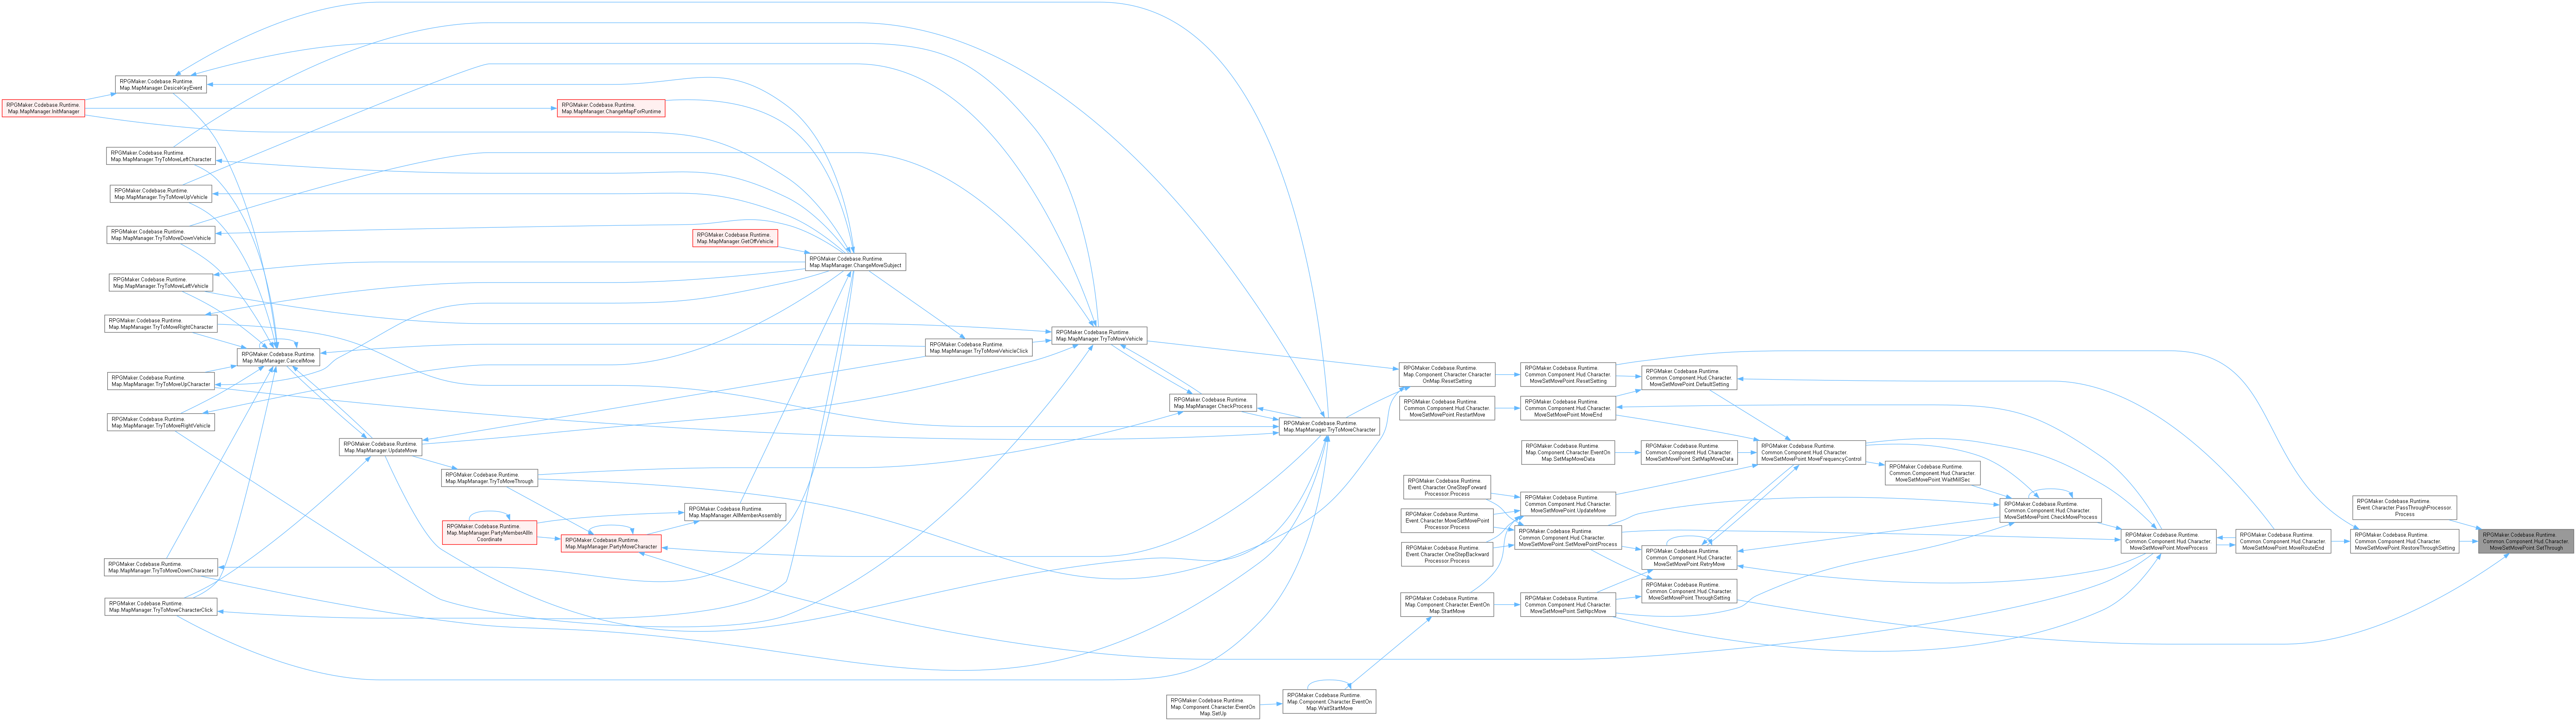 RPGMaker.Codebase.Runtime.
Map.MapManager.DesiceKeyEvent
RPGMaker.Codebase.Runtime.
Map.MapManager.InitManager
RPGMaker.Codebase.Runtime.
Map.MapManager.ChangeMapForRuntime
RPGMaker.Codebase.Runtime.
Map.MapManager.TryToMoveLeftCharacter
RPGMaker.Codebase.Runtime.
Map.MapManager.TryToMoveUpVehicle
RPGMaker.Codebase.Runtime.
Map.MapManager.TryToMoveDownVehicle
RPGMaker.Codebase.Runtime.
Map.MapManager.GetOffVehicle
RPGMaker.Codebase.Runtime.
Map.MapManager.ChangeMoveSubject
RPGMaker.Codebase.Runtime.
Map.MapManager.TryToMoveLeftVehicle
RPGMaker.Codebase.Runtime.
Map.MapManager.TryToMoveRightCharacter
RPGMaker.Codebase.Runtime.
Map.MapManager.CancelMove
RPGMaker.Codebase.Runtime.
Map.MapManager.TryToMoveUpCharacter
RPGMaker.Codebase.Runtime.
Map.MapManager.TryToMoveRightVehicle
RPGMaker.Codebase.Runtime.
Map.MapManager.UpdateMove
RPGMaker.Codebase.Runtime.
Map.MapManager.TryToMoveThrough
RPGMaker.Codebase.Runtime.
Map.MapManager.PartyMemberAllIn
Coordinate
RPGMaker.Codebase.Runtime.
Map.MapManager.PartyMoveCharacter
RPGMaker.Codebase.Runtime.
Map.MapManager.AllMemberAssembly
RPGMaker.Codebase.Runtime.
Map.MapManager.TryToMoveDownCharacter
RPGMaker.Codebase.Runtime.
Map.MapManager.TryToMoveCharacterClick
RPGMaker.Codebase.Runtime.
Map.MapManager.TryToMoveVehicleClick
RPGMaker.Codebase.Runtime.
Map.MapManager.TryToMoveVehicle
RPGMaker.Codebase.Runtime.
Map.MapManager.CheckProcess
RPGMaker.Codebase.Runtime.
Map.MapManager.TryToMoveCharacter
RPGMaker.Codebase.Runtime.
Map.Component.Character.Character
OnMap.ResetSetting
RPGMaker.Codebase.Runtime.
Common.Component.Hud.Character.
MoveSetMovePoint.RestartMove
RPGMaker.Codebase.Runtime.
Event.Character.OneStepForward
Processor.Process
RPGMaker.Codebase.Runtime.
Event.Character.MoveSetMovePoint
Processor.Process
RPGMaker.Codebase.Runtime.
Event.Character.OneStepBackward
Processor.Process
RPGMaker.Codebase.Runtime.
Map.Component.Character.EventOn
Map.StartMove
RPGMaker.Codebase.Runtime.
Map.Component.Character.EventOn
Map.SetUp
RPGMaker.Codebase.Runtime.
Map.Component.Character.EventOn
Map.WaitStartMove
RPGMaker.Codebase.Runtime.
Common.Component.Hud.Character.
MoveSetMovePoint.ResetSetting
RPGMaker.Codebase.Runtime.
Common.Component.Hud.Character.
MoveSetMovePoint.MoveEnd
RPGMaker.Codebase.Runtime.
Map.Component.Character.EventOn
Map.SetMapMoveData
RPGMaker.Codebase.Runtime.
Common.Component.Hud.Character.
MoveSetMovePoint.UpdateMove
RPGMaker.Codebase.Runtime.
Common.Component.Hud.Character.
MoveSetMovePoint.SetMovePointProcess
RPGMaker.Codebase.Runtime.
Common.Component.Hud.Character.
MoveSetMovePoint.SetNpcMove
RPGMaker.Codebase.Runtime.
Common.Component.Hud.Character.
MoveSetMovePoint.DefaultSetting
RPGMaker.Codebase.Runtime.
Common.Component.Hud.Character.
MoveSetMovePoint.SetMapMoveData
RPGMaker.Codebase.Runtime.
Common.Component.Hud.Character.
MoveSetMovePoint.RetryMove
RPGMaker.Codebase.Runtime.
Common.Component.Hud.Character.
MoveSetMovePoint.ThroughSetting
RPGMaker.Codebase.Runtime.
Common.Component.Hud.Character.
MoveSetMovePoint.MoveFrequencyControl
RPGMaker.Codebase.Runtime.
Common.Component.Hud.Character.
MoveSetMovePoint.WaitMillSec
RPGMaker.Codebase.Runtime.
Common.Component.Hud.Character.
MoveSetMovePoint.CheckMoveProcess
RPGMaker.Codebase.Runtime.
Common.Component.Hud.Character.
MoveSetMovePoint.MoveProcess
RPGMaker.Codebase.Runtime.
Common.Component.Hud.Character.
MoveSetMovePoint.MoveRouteEnd
RPGMaker.Codebase.Runtime.
Event.Character.PassThroughProcessor.
Process
RPGMaker.Codebase.Runtime.
Common.Component.Hud.Character.
MoveSetMovePoint.RestoreThroughSetting
RPGMaker.Codebase.Runtime.
Common.Component.Hud.Character.
MoveSetMovePoint.SetThrough